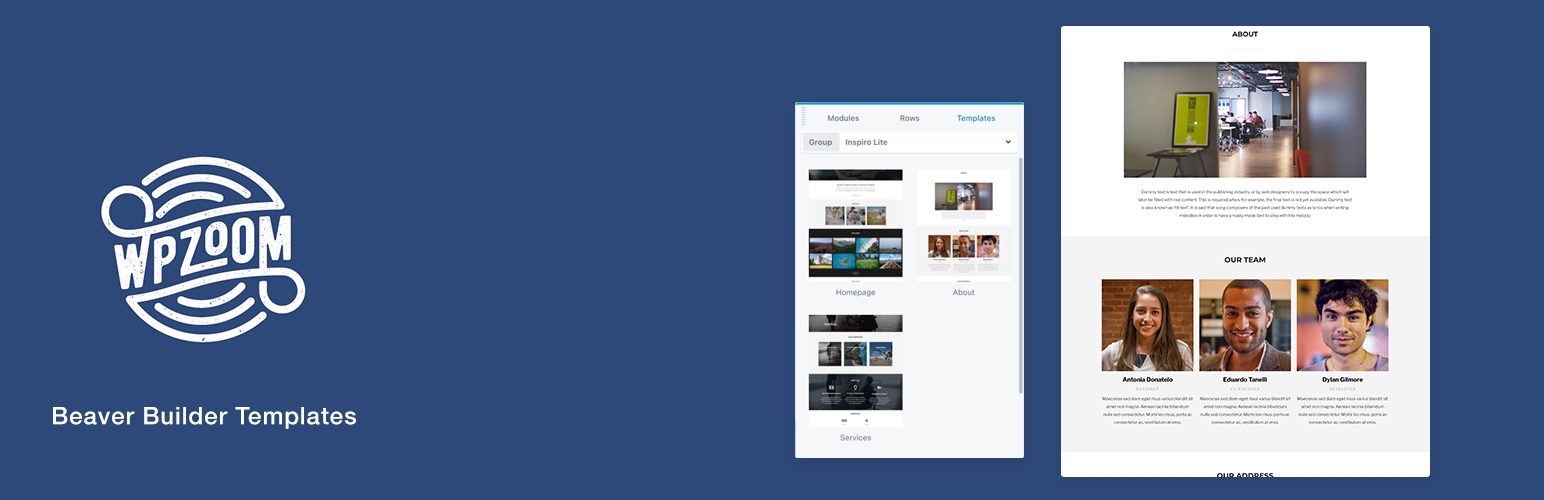 WPZOOM
Beaver Builder Templates
Modules Rows Templates
Group Inspiro Lite
Homepage About
Services
ABOUT
Dummy text is text that is used in the publishing industry or by web designers to occupy the space which will
later be filled with real content. This is required when, for example, the final text is not yet available. Dummy text
is also known as 'fill text'. It is said that song composers of the past used dummy texts as lyrics when writing
melodies in order to have a ready-made text to sing with the melody.
OUR TEAM
Antonia Donatelo
DESIGNER
Maecenas sed diam eget risus varius blandit sit
amet non magna. Aenean lacinia bibendum
nulla sed consectetur. Morbi leo risus, porta ac
consectetur ac, vestibulum at eros.
Eduardo Tanelli
CO-FOUNDER
Maecenas sed diam eget risus varius blandit sit
amet non magna. Aenean lacinia bibendum
nulla sed consectetur. Morbi leo risus, porta ac
consectetur ac, vestibulum at eros.
Dylan Gilmore
DEVELOPER
Maecenas sed diam eget risus varius blandit sit
amet non magna. Aenean lacinia bibendum
nulla sed consectetur. Morbi leo risus, porta ac
consectetur ac, vestibulum at eros.
OUR ADDRESS